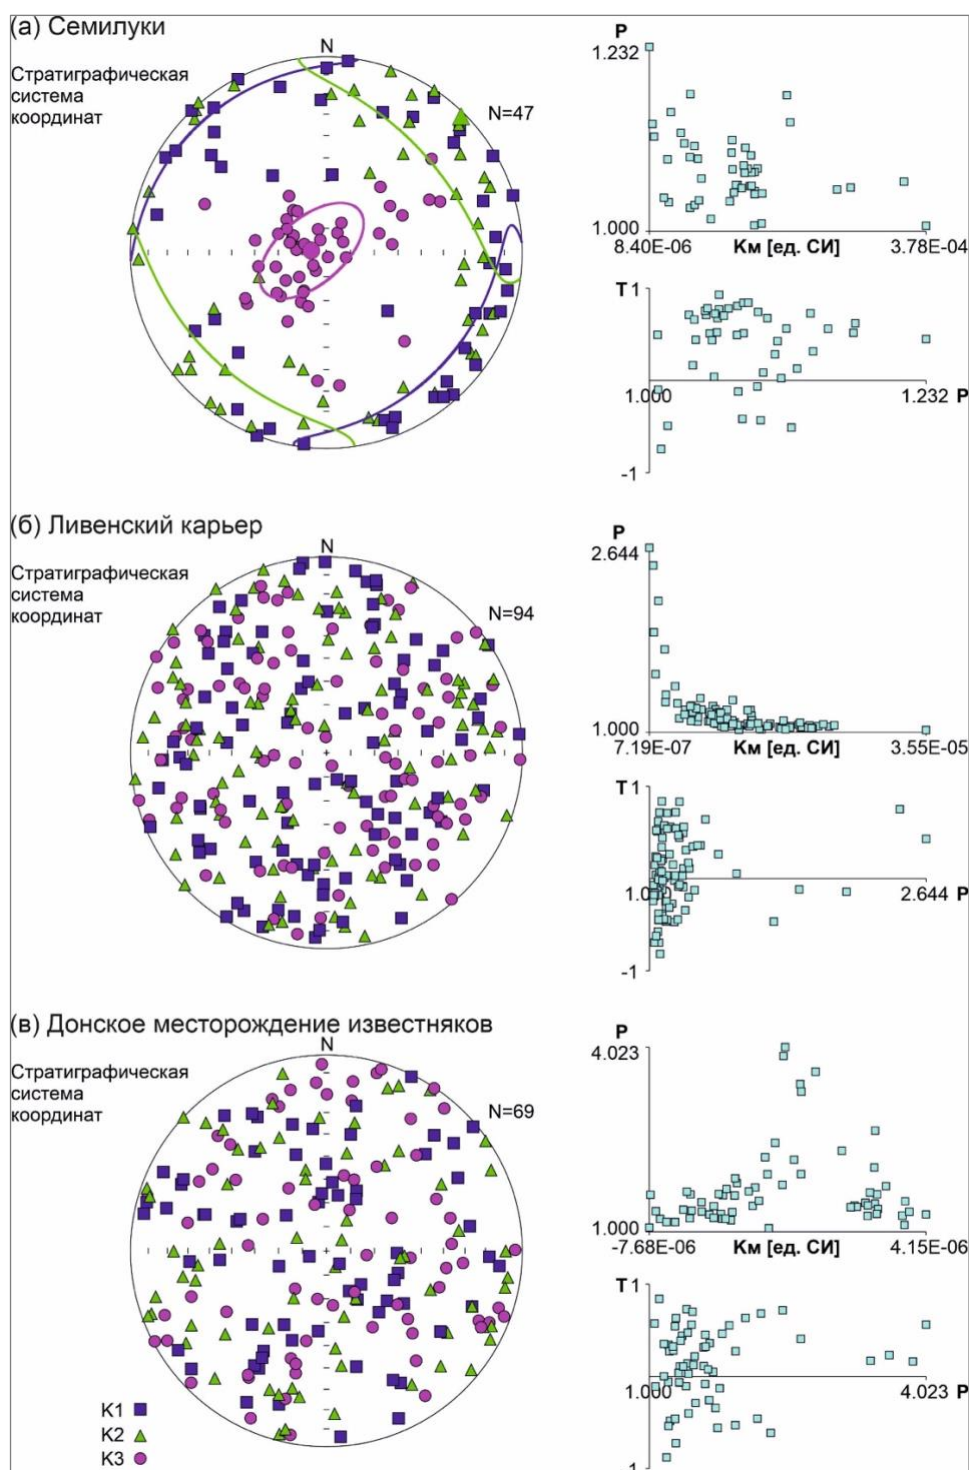 (а) Семилуки
Стратиграфическая
система
координат
N
N=47
P
1.232
1.000
8.40E-06
Км [ед. СИ]
3.78E-04
T 1
1.000
1.232 P
-1
(б) Ливенский карьер
Стратиграфическая
система
координат
N
N=94
P
2.644
1.000
7.19E-07
Км [ед. СИ]
3.55E-05
T 1
1.000
2.644 P
-1
(в) Донское месторождение известняков
Стратиграфическая
система
координат
N
N=69
P
4.023
1.000
-7.68E-06
Км [ед. СИ]
4.15E-06
T 1
1.000
4.023 P
-1
K1
K2
K3